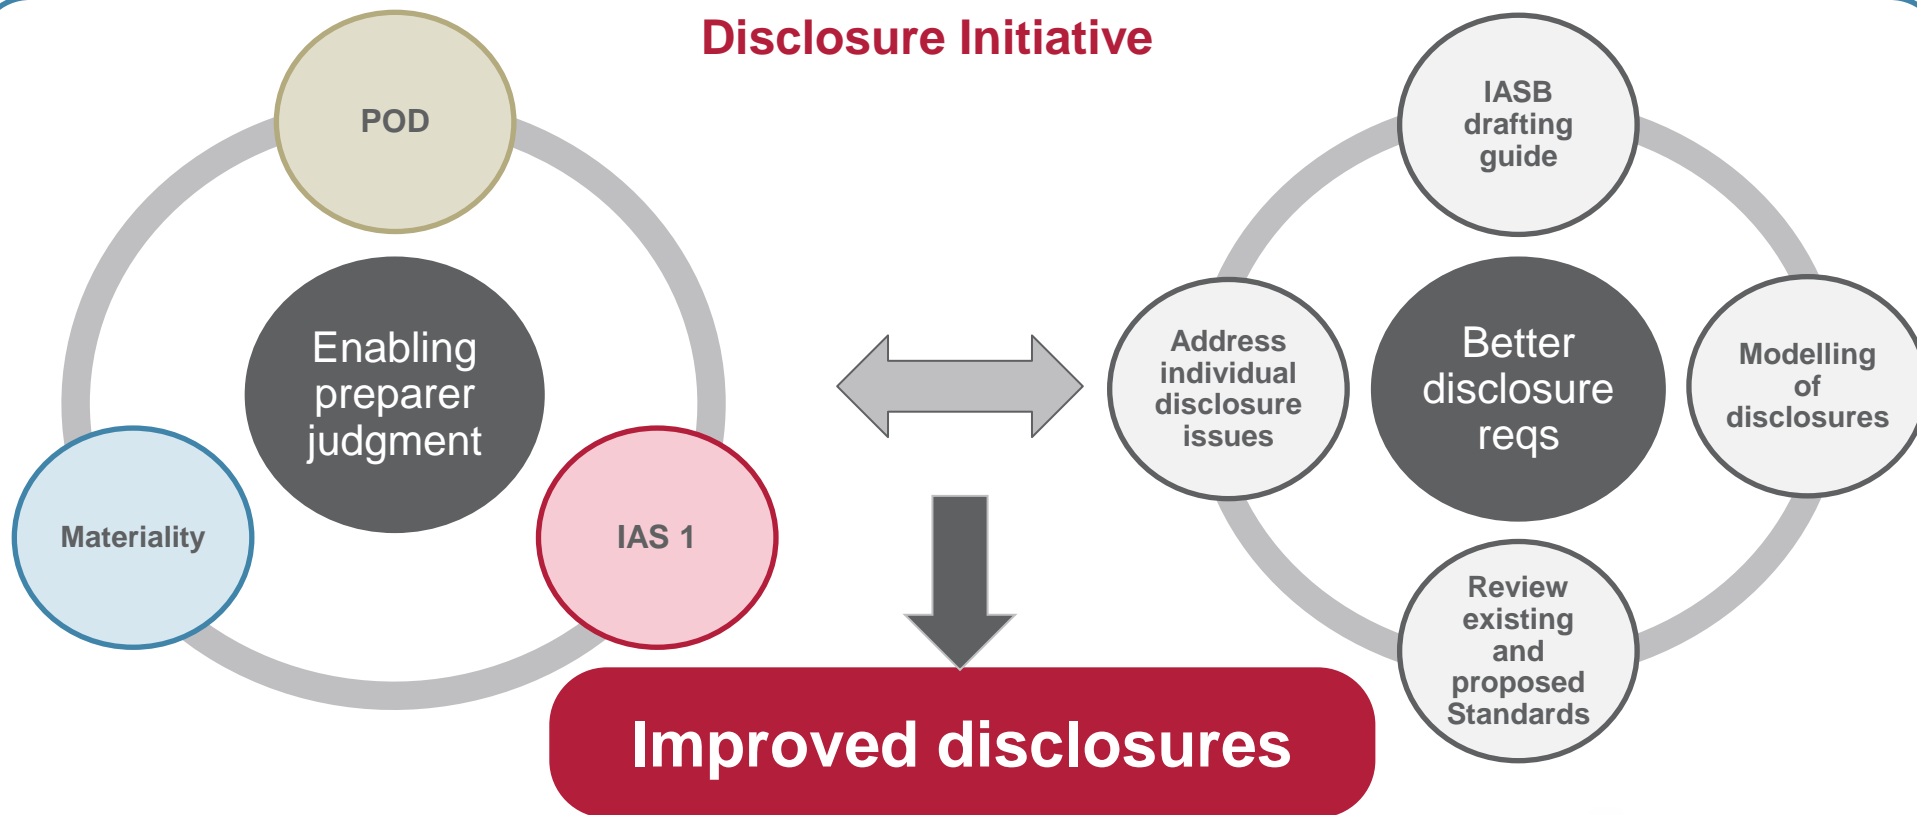 Disclosure Initiative
POD
Enabling
preparer
judgment
Materiality
IAS 1
IASB
drafting
guide
Address
individual
disclosure
issues
Better
disclosure
reqs
Modelling
of
disclosures
Review
existing
and
proposed
Standards
Improved disclosures